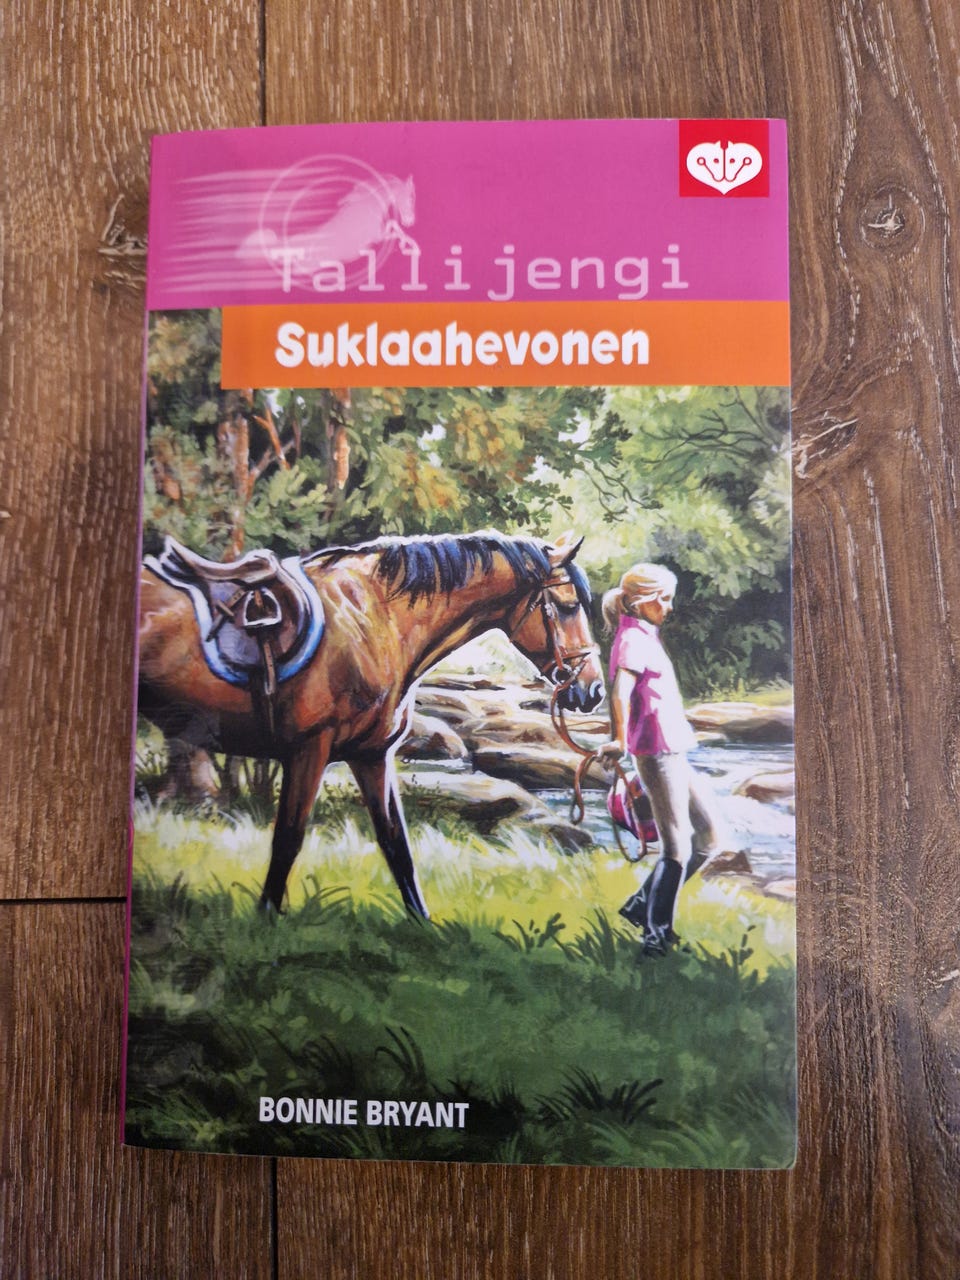 Tallijengi
Suklaahevonen
BONNIE BRYANT